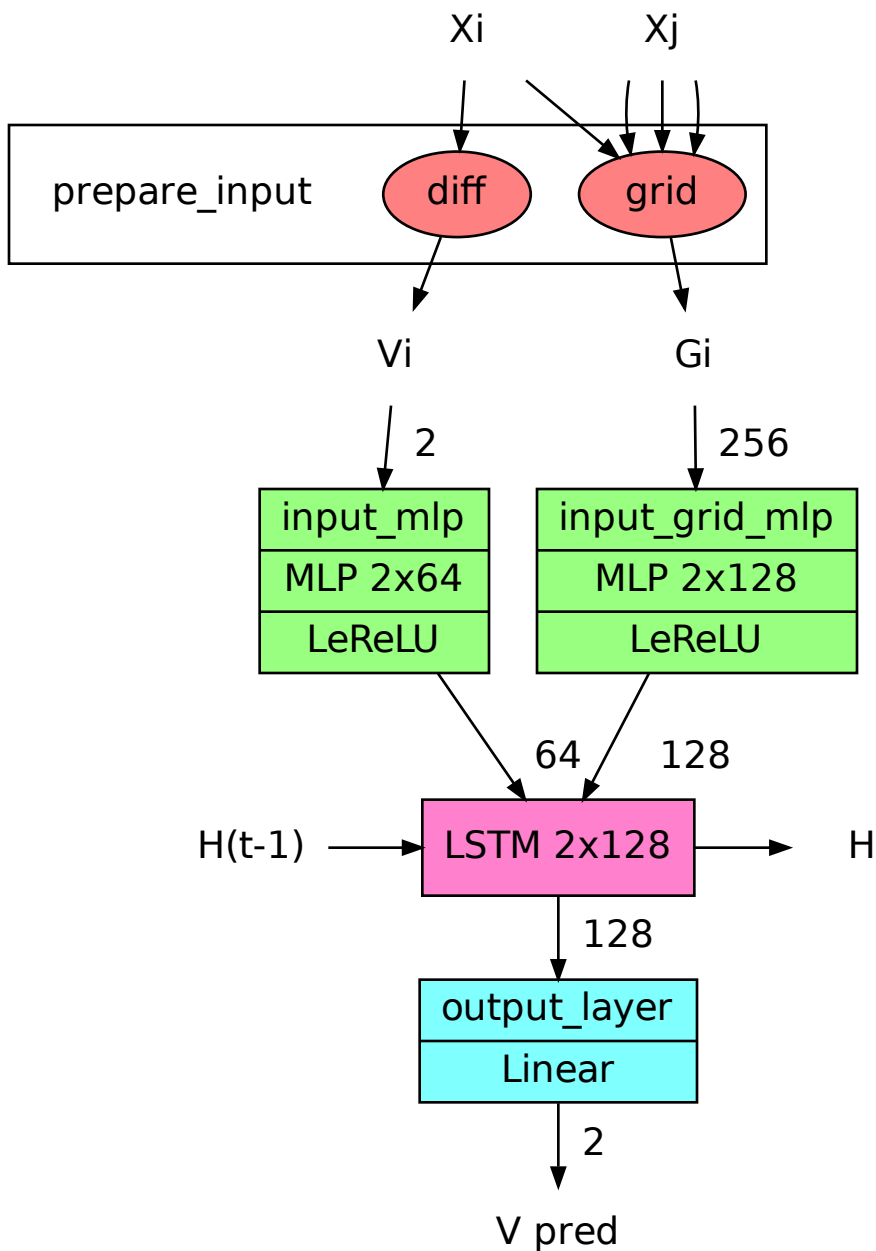 Xi Xj
prepare_input diff grid
Vi Gi
2 256
input_mlp input_grid_mlp
MLP 2x64 MLP 2x128
LeReLU LeReLU
64 128
H(t-1) LSTM 2x128 H
128
output_layer
Linear
2
V pred